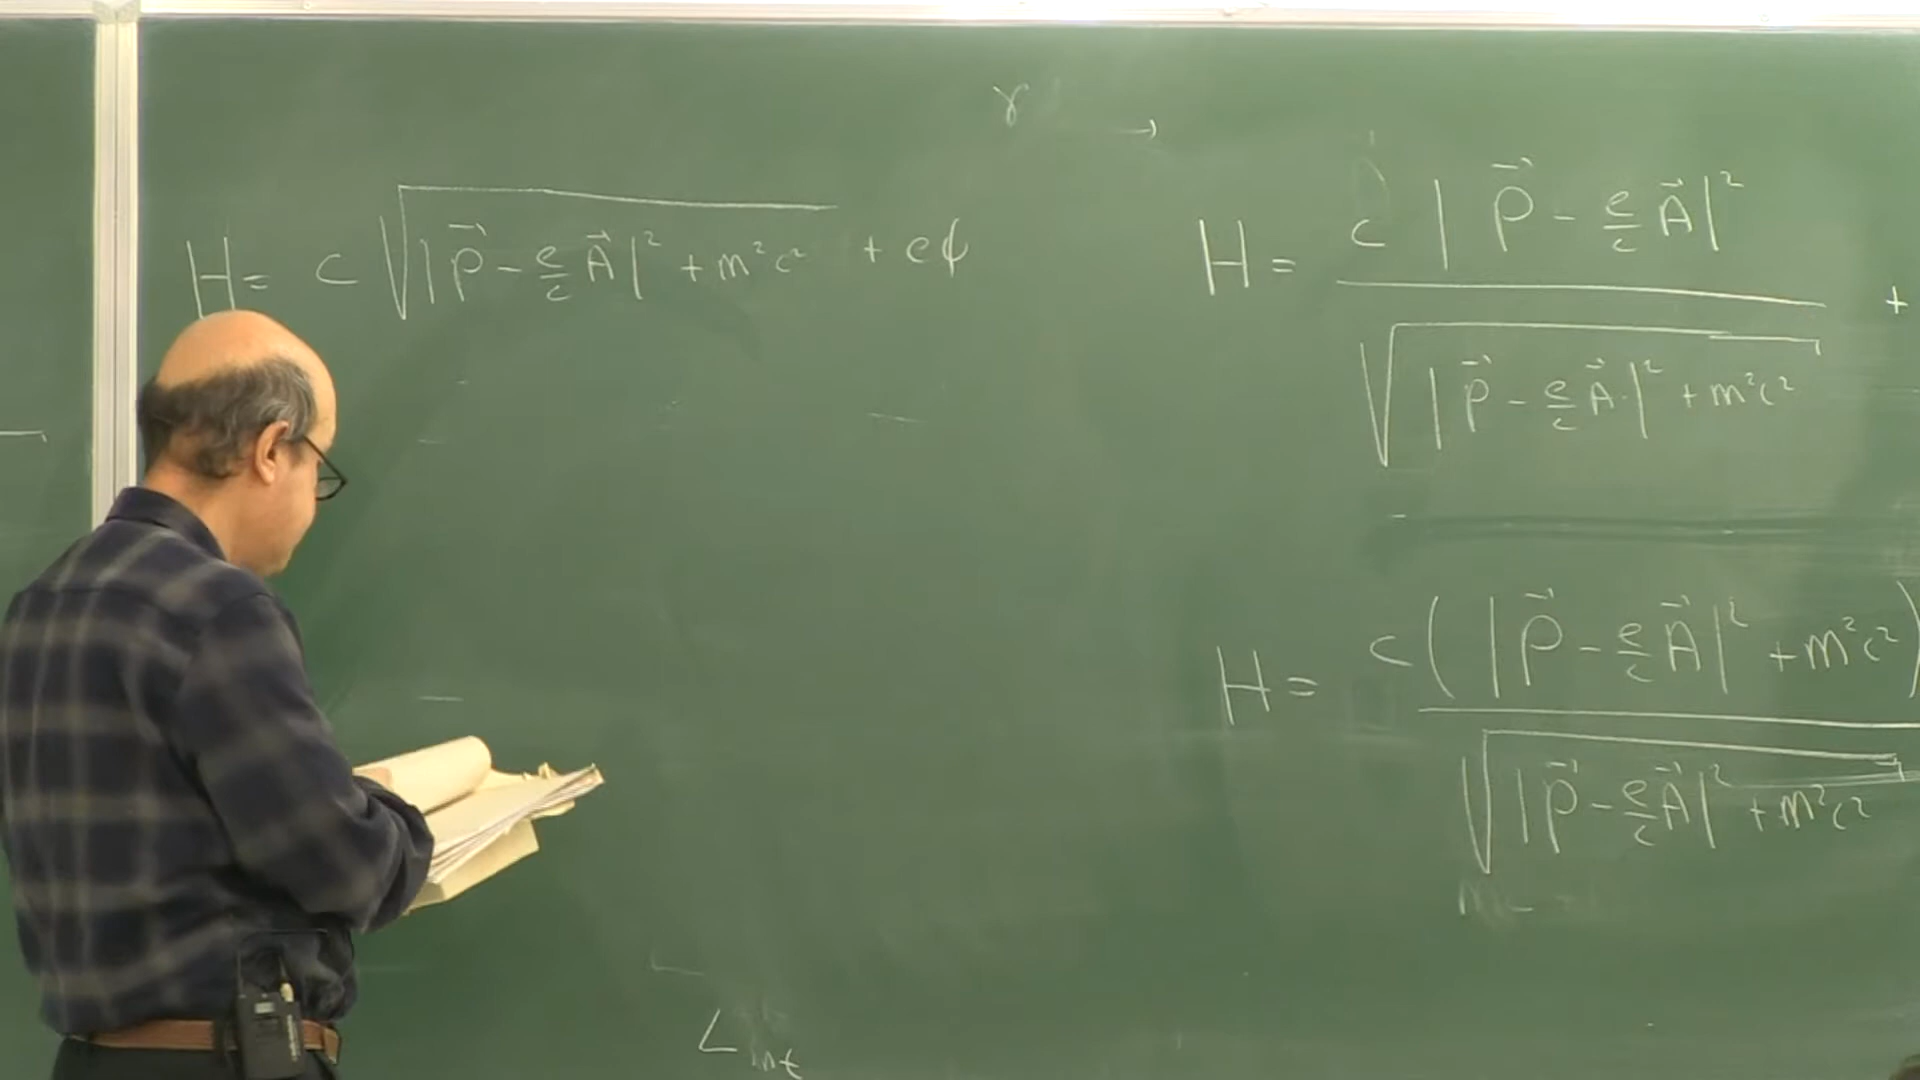 γ
H = c √( |P⃗ - e/c A⃗|² + m²c² ) + eφ
H = c |P⃗ - e/c A⃗|² / √( |P⃗ - e/c A⃗|² + m²c² ) +
H = c ( |P⃗ - e/c A⃗|² + m²c² ) / √( |P⃗ - e/c A⃗|² + m²c² )
L_int